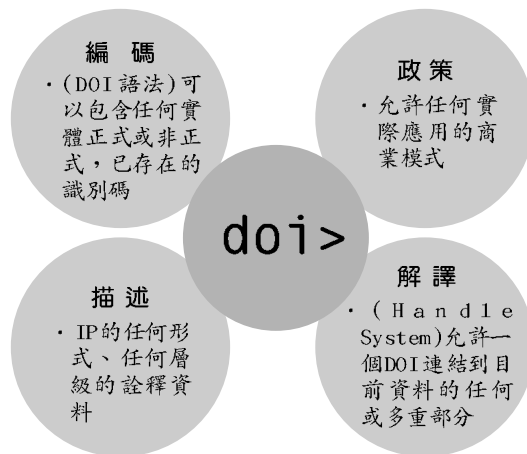 編 碼
·(DOI語法)可
以包含任何實
體正式或非正
式，已存在的
識別碼
政 策
·允許任何實
際應用的商
業模式
doi>
描 述
·IP的任何形
式、任何層
級的詮釋資
料
解 譯
·(Handle
System)允許一
個DOI連結到目
前資料的任何
或多重部分